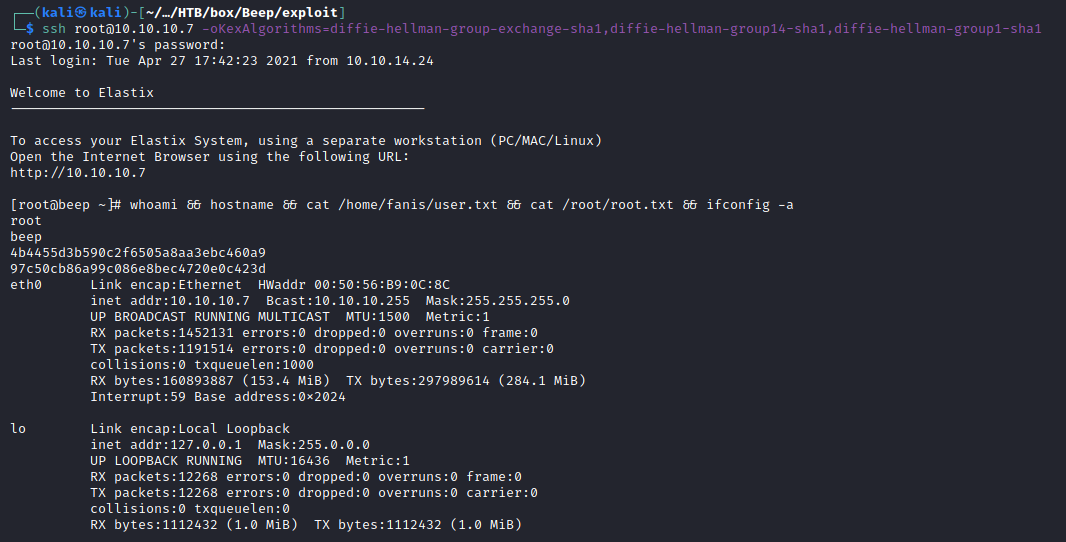 ┌──(kali㉿kali)-[~/…/HTB/box/Beep/exploit]
└─$ ssh root@10.10.10.7 -oKexAlgorithms=diffie-hellman-group-exchange-sha1,diffie-hellman-group14-sha1,diffie-hellman-group1-sha1
root@10.10.10.7's password:
Last login: Tue Apr 27 17:42:23 2021 from 10.10.14.24
Welcome to Elastix
----------------------------------------------------
To access your Elastix System, using a separate workstation (PC/MAC/Linux)
Open the Internet Browser using the following URL:
http://10.10.10.7
[root@beep ~]# whoami && hostname && cat /home/fanis/user.txt && cat /root/root.txt && ifconfig -a
root
beep
4b4455d3b590c2f6505a8aa3ebc460a9
97c50cb86a99c086e8bec4720e0c423d
eth0      Link encap:Ethernet  HWaddr 00:50:56:B9:0C:8C
          inet addr:10.10.10.7  Bcast:10.10.10.255  Mask:255.255.255.0
          UP BROADCAST RUNNING MULTICAST  MTU:1500  Metric:1
          RX packets:1452131 errors:0 dropped:0 overruns:0 frame:0
          TX packets:1191514 errors:0 dropped:0 overruns:0 carrier:0
          collisions:0 txqueuelen:1000
          RX bytes:160893887 (153.4 MiB)  TX bytes:297989614 (284.1 MiB)
          Interrupt:59 Base address:0x2024
lo        Link encap:Local Loopback
          inet addr:127.0.0.1  Mask:255.0.0.0
          UP LOOPBACK RUNNING  MTU:16436  Metric:1
          RX packets:12268 errors:0 dropped:0 overruns:0 frame:0
          TX packets:12268 errors:0 dropped:0 overruns:0 carrier:0
          collisions:0 txqueuelen:0
          RX bytes:1112432 (1.0 MiB)  TX bytes:1112432 (1.0 MiB)